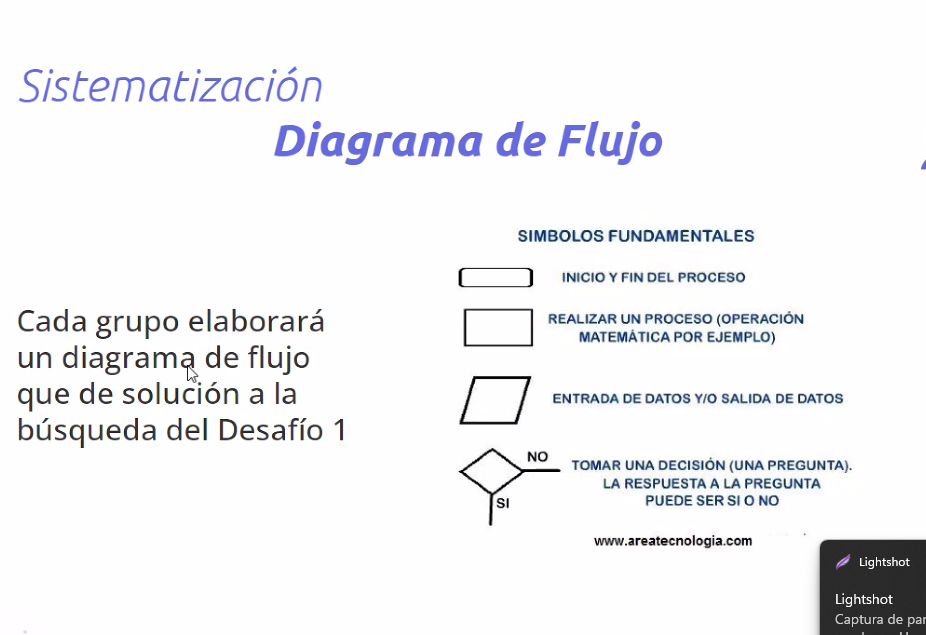 Sistematización
Diagrama de Flujo
SIMBOLOS FUNDAMENTALES
INICIO Y FIN DEL PROCESO
REALIZAR UN PROCESO (OPERACIÓN
MATEMÁTICA POR EJEMPLO)
Cada grupo elaborará
un diagrama de flujo
que de solución a la
búsqueda del Desafío 1
ENTRADA DE DATOS Y/O SALIDA DE DATOS
NO
TOMAR UNA DECISIÓN (UNA PREGUNTA).
LA RESPUESTA A LA PREGUNTA
PUEDE SER SI O NO
SI
www.areatecnologia.com
Lightshot
Lightshot
Captura de